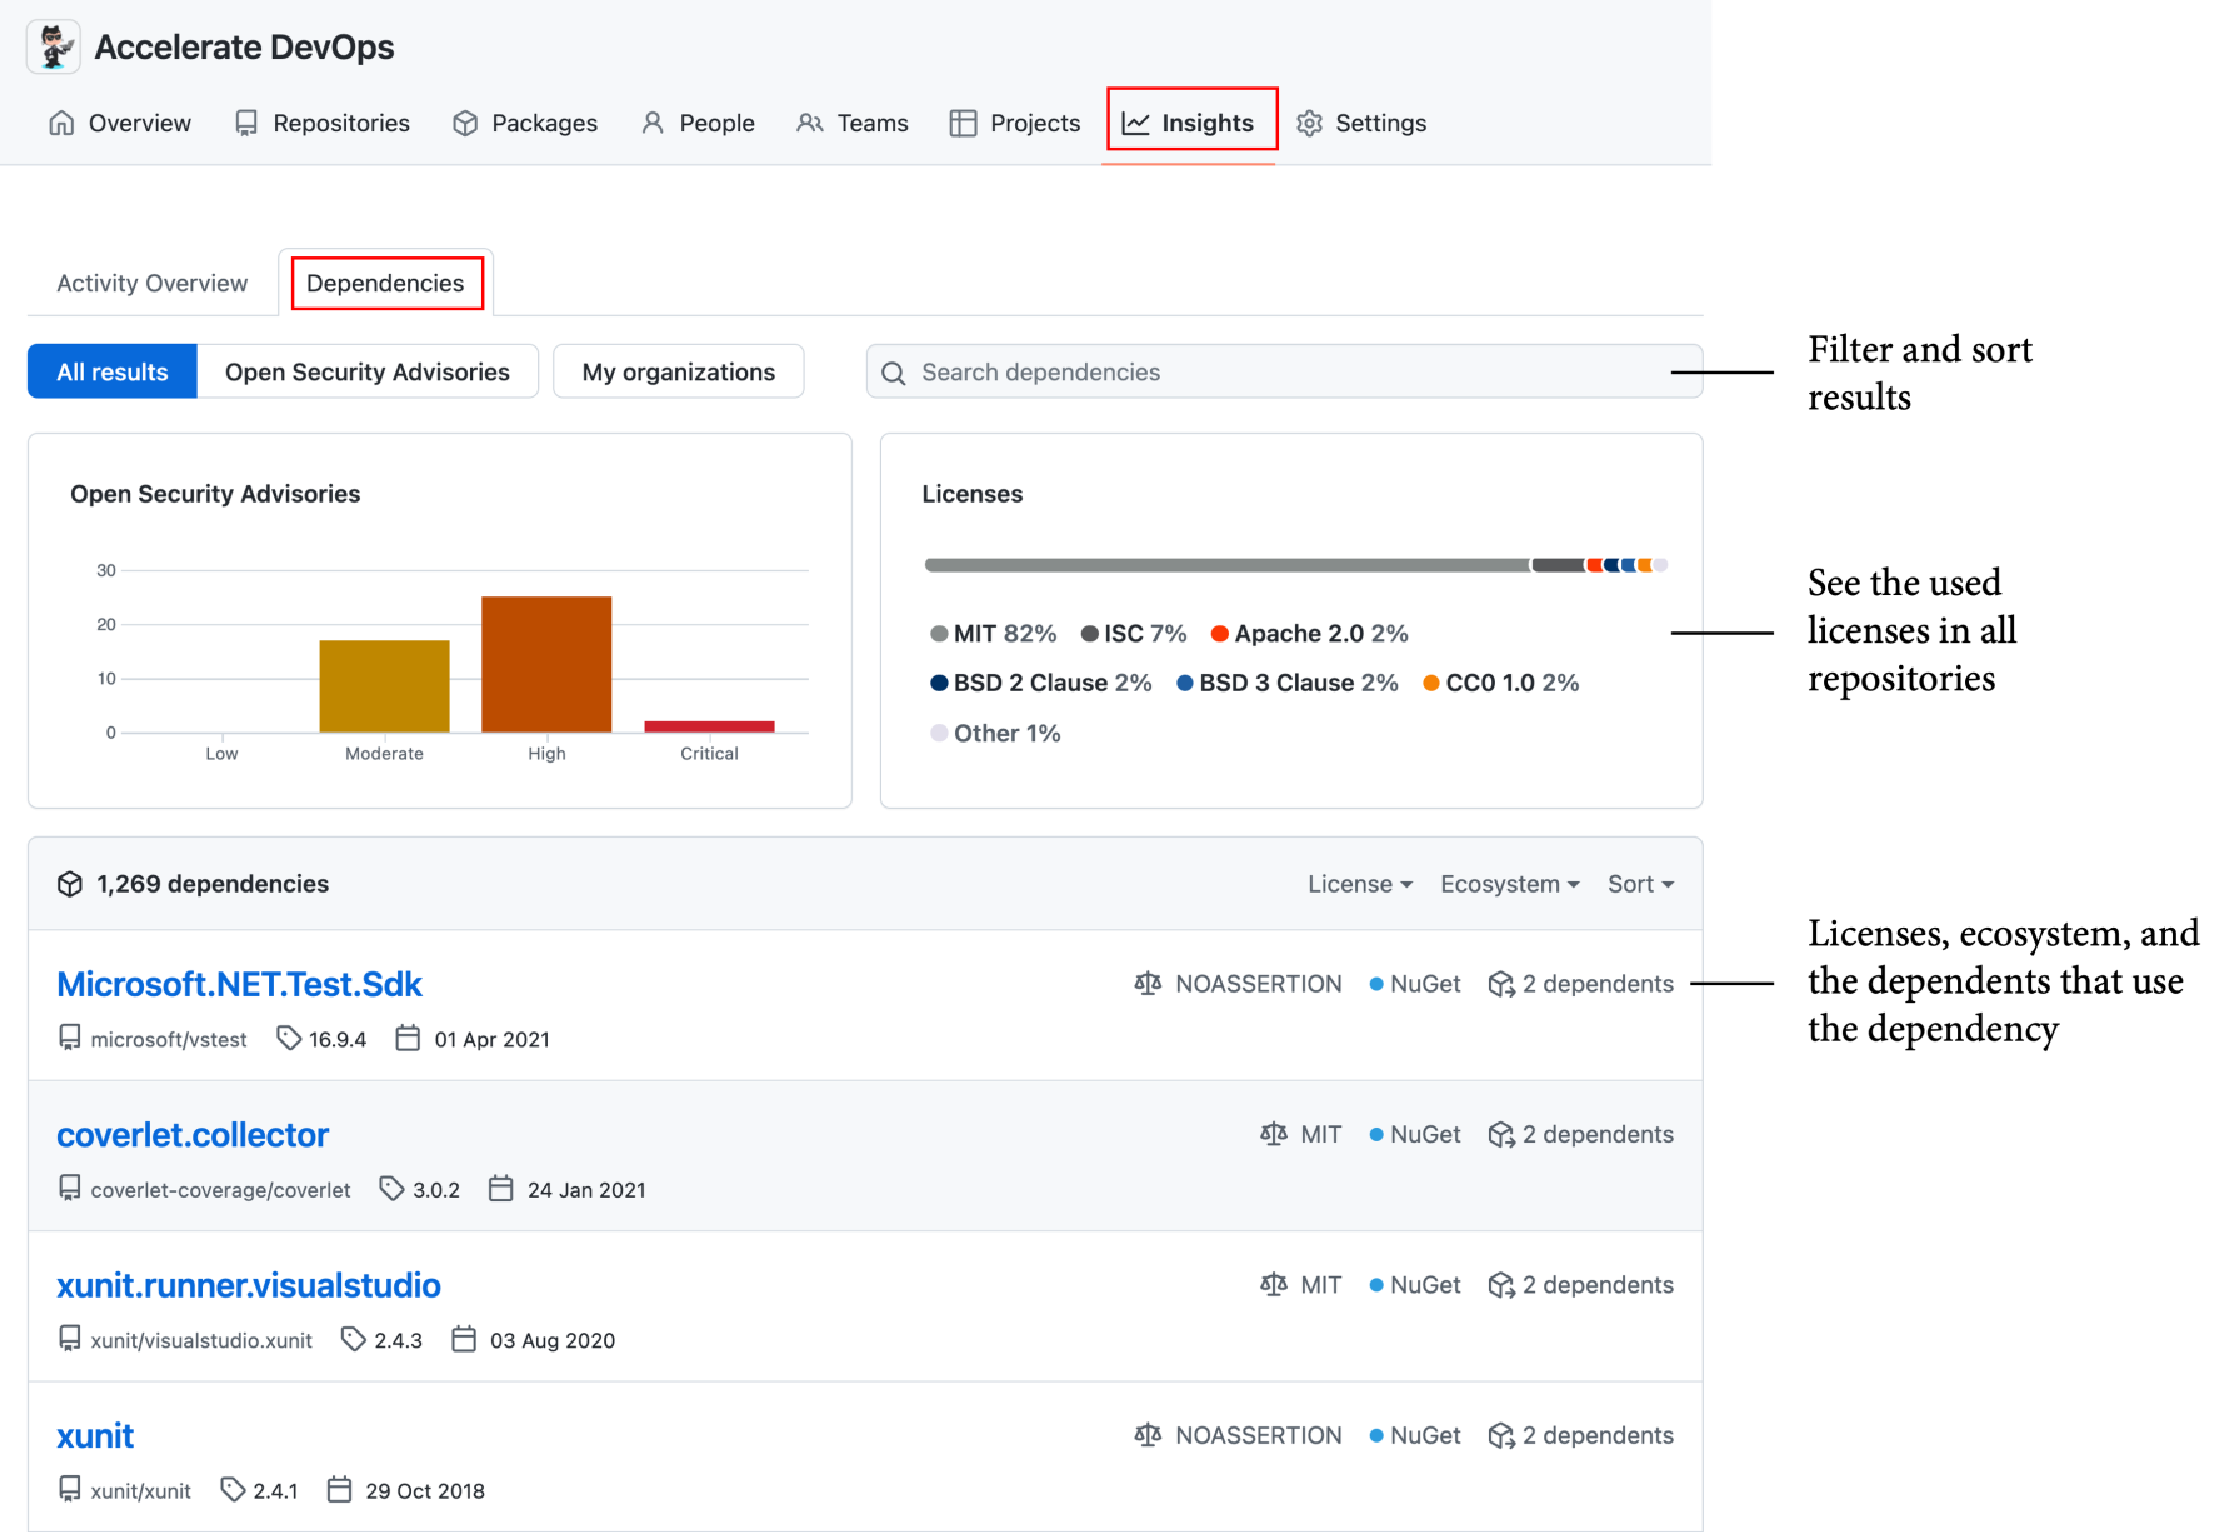 Accelerate DevOps
Overview Repositories Packages People Teams Projects Insights Settings
Activity Overview Dependencies
All results Open Security Advisories My organizations Search dependencies
Filter and sort
results
Open Security Advisories
30
20
10
0
Low Moderate High Critical
Licenses
MIT 82% ISC 7% Apache 2.0 2%
BSD 2 Clause 2% BSD 3 Clause 2% CC0 1.0 2%
Other 1%
See the used
licenses in all
repositories
1,269 dependencies License Ecosystem Sort
Microsoft.NET.Test.Sdk NOASSERTION NuGet 2 dependents
microsoft/vstest 16.9.4 01 Apr 2021
Licenses, ecosystem, and
the dependents that use
the dependency
coverlet.collector MIT NuGet 2 dependents
coverlet-coverage/coverlet 3.0.2 24 Jan 2021
xunit.runner.visualstudio MIT NuGet 2 dependents
xunit/visualstudio.xunit 2.4.3 03 Aug 2020
xunit NOASSERTION NuGet 2 dependents
xunit/xunit 2.4.1 29 Oct 2018